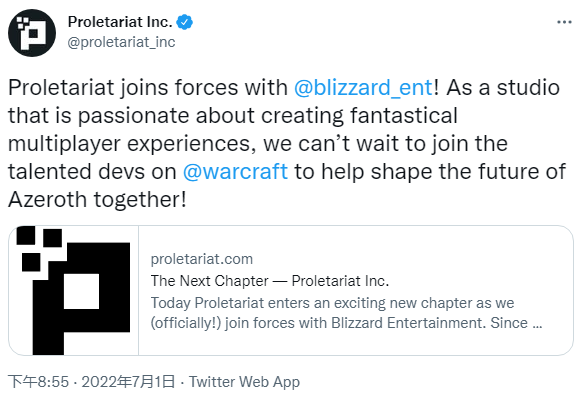 Proletariat Inc.
@proletariat_inc
Proletariat joins forces with @blizzard_ent! As a studio
that is passionate about creating fantastical
multiplayer experiences, we can’t wait to join the
talented devs on @warcraft to help shape the future of
Azeroth together!
proletariat.com
The Next Chapter — Proletariat Inc.
Today Proletariat enters an exciting new chapter as we
(officially!) join forces with Blizzard Entertainment. Since ...
下午8:55 · 2022年7月1日 · Twitter Web App